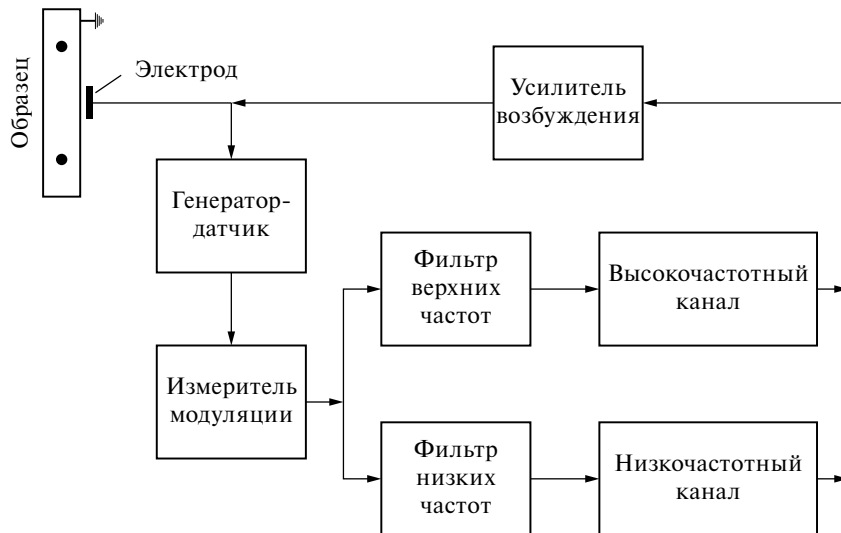 Образец
Электрод
Усилитель
возбуждения
Генератор-
датчик
Фильтр
верхних
частот
Высокочастотный
канал
Измеритель
модуляции
Фильтр
низких
частот
Низкочастотный
канал